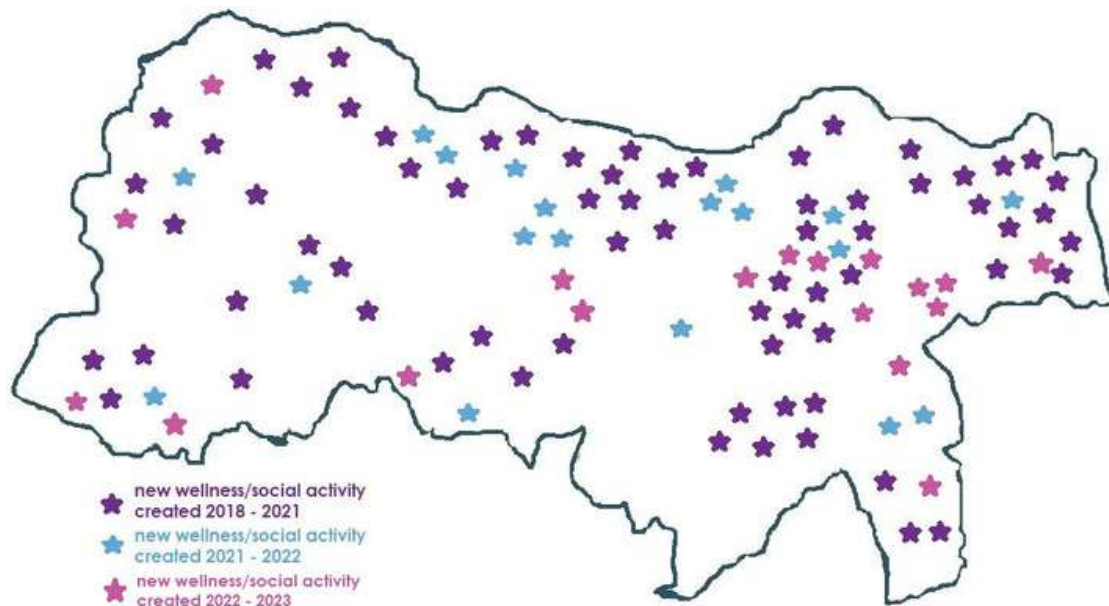 new wellness/social activity
created 2018 - 2021
new wellness/social activity
created 2021 - 2022
new wellness/social activity
created 2022 - 2023